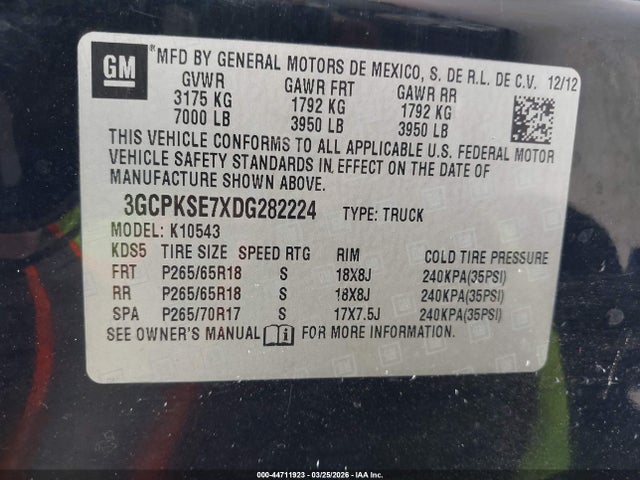 GM
*MFD BY GENERAL MOTORS DE MEXICO, S. DE R.L. DE C.V. 12/12
GVWR GAWR FRT GAWR RR
3175 KG 1792 KG 1792 KG
7000 LB 3950 LB 3950 LB
THIS VEHICLE CONFORMS TO ALL APPLICABLE U.S. FEDERAL MOTOR
VEHICLE SAFETY STANDARDS IN EFFECT ON THE DATE OF
MANUFACTURE SHOWN ABOVE.
3GCPKSE7XDG282224 TYPE: TRUCK
MODEL: K10543
KDS5 TIRE SIZE SPEED RTG RIM COLD TIRE PRESSURE
FRT P265/65R18 S 18X8J 240KPA(35PSI)
RR P265/65R18 S 18X8J 240KPA(35PSI)
SPA P265/70R17 S 17X7.5J 240KPA(35PSI)
SEE OWNER'S MANUAL FOR MORE INFORMATION.
000-44711923 - 03/25/2026 - IAA Inc.